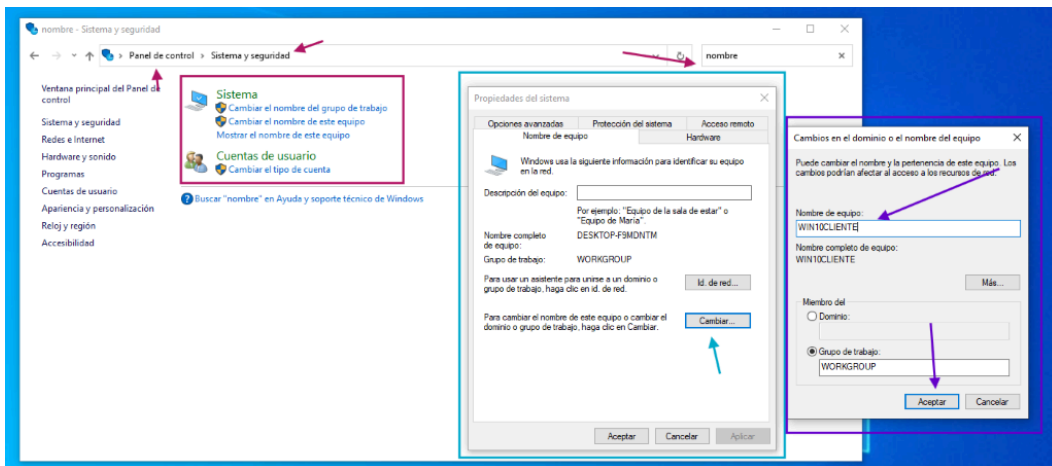 nombre - Sistema y seguridad
Panel de control > Sistema y seguridad
nombre
Ventana principal del Panel de
control
Sistema y seguridad
Redes e Internet
Hardware y sonido
Programas
Cuentas de usuario
Apariencia y personalización
Reloj y región
Accesibilidad
Sistema
Cambiar el nombre del grupo de trabajo
Cambiar el nombre de este equipo
Mostrar el nombre de este equipo
Cuentas de usuario
Cambiar el tipo de cuenta
Buscar "nombre" en Ayuda y soporte técnico de Windows
Propiedades del sistema
Opciones avanzadas Protección del sistema Acceso remoto
Nombre de equipo Hardware
Windows usa la siguiente información para identificar su equipo
en la red.
Descripción del equipo:
Por ejemplo: "Equipo de la sala de estar" o
"Equipo de María".
Nombre completo
de equipo:
DESKTOP-F9MDNTM
Grupo de trabajo: WORKGROUP
Para usar un asistente para unirse a un dominio o
grupo de trabajo, haga clic en Id. de red.
Id. de red...
Para cambiar el nombre de este equipo o cambiar el
dominio o grupo de trabajo, haga clic en Cambiar.
Cambiar...
Aceptar Cancelar Aplicar
Cambios en el dominio o el nombre del equipo
Puede cambiar el nombre y la pertenencia de este equipo. Los
cambios podrían afectar al acceso a los recursos de red.
Nombre de equipo:
WIN10CLIENTE
Nombre completo de equipo:
WIN10CLIENTE
Más...
Miembro del
Dominio:
Grupo de trabajo:
WORKGROUP
Aceptar Cancelar